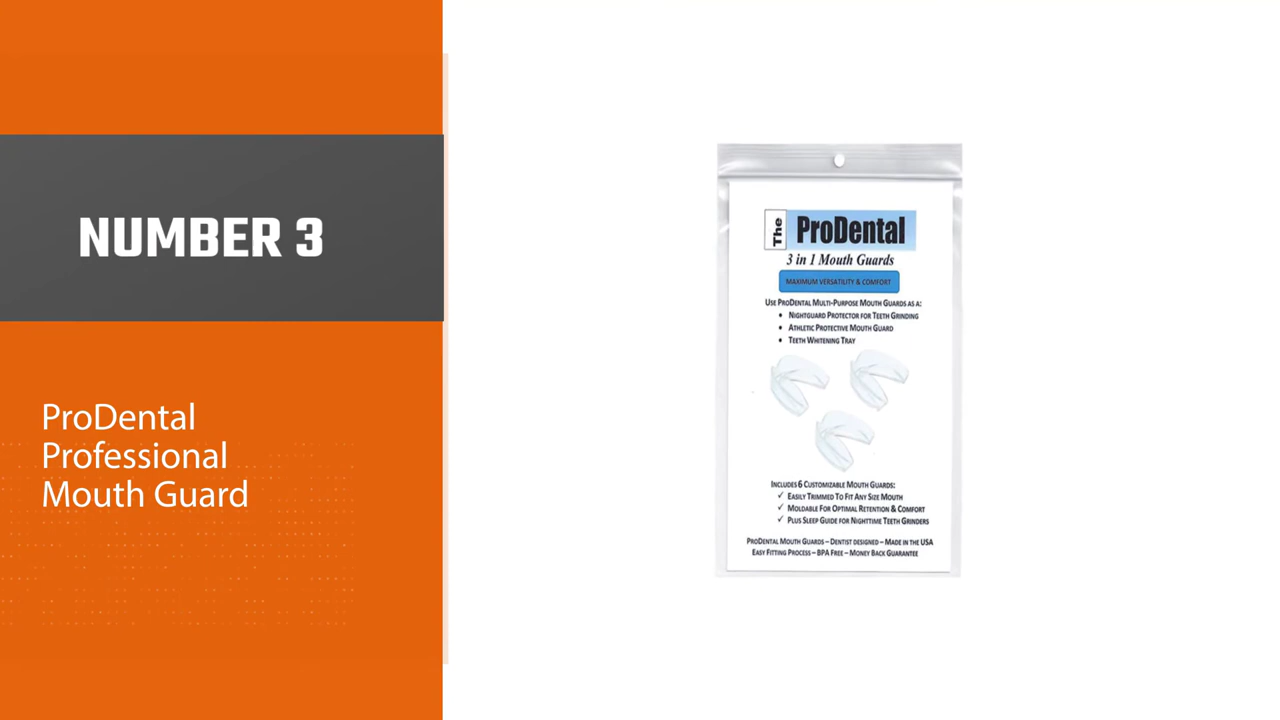 NUMBER 3
ProDental
Professional
Mouth Guard
The ProDental
3 in 1 Mouth Guards
MAXIMUM VERSATILITY & COMFORT
USE PRODENTAL MULTI-PURPOSE MOUTH GUARDS AS A:
• NIGHTGUARD PROTECTOR FOR TEETH GRINDING
• ATHLETIC PROTECTIVE MOUTH GUARD
• TEETH WHITENING TRAY
INCLUDES 6 CUSTOMIZABLE MOUTH GUARDS:
✓ EASILY TRIMMED TO FIT ANY SIZE MOUTH
✓ MOLDABLE FOR OPTIMAL RETENTION & COMFORT
✓ PLUS SLEEP GUIDE FOR NIGHTTIME TEETH GRINDERS
PRODENTAL MOUTH GUARDS – DENTIST DESIGNED – MADE IN THE USA
EASY FITTING PROCESS – BPA FREE – MONEY BACK GUARANTEE